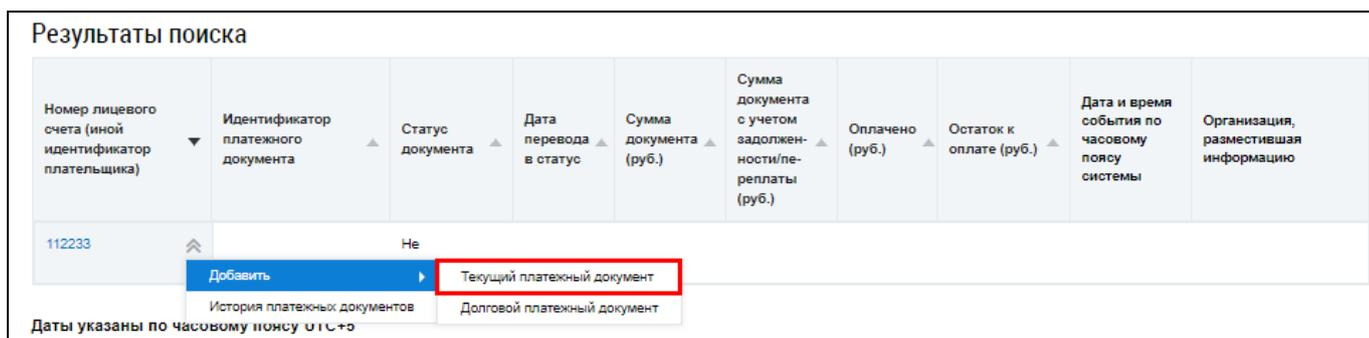 Результаты поиска
Номер лицевого
счета (иной
идентификатор
плательщика)
Идентификатор
платежного
документа
Статус
документа
Дата
перевода
в статус
Сумма
документа
(руб.)
Сумма
документа
с учетом
задолжен-
ности/пе-
реплаты
(руб.)
Оплачено
(руб.)
Остаток к
оплате (руб.)
Дата и время
события по
часовому
поясу
системы
Организация,
разместившая
информацию
112233
Не
Добавить
Текущий платежный документ
История платежных документов
Долговой платежный документ
Даты указаны по часовому поясу UTC+5